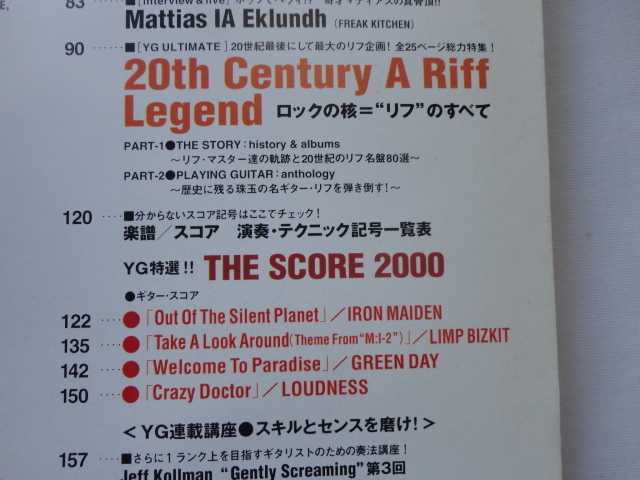 83 ‥‥ ■[interview & live]
Mattias IA Eklundh (FREAK KITCHEN)
90 ‥‥‥■[YG ULTIMATE]20世紀最後にして最大のリフ企画!全25ページ総力特集!
20th Century A Riff
Legend ロックの核=“リフ”のすべて
PART-1●THE STORY:history & albums
〜リフ・マスター達の軌跡と20世紀のリフ名盤80選〜
PART-2●PLAYING GUITAR:anthology
〜歴史に残る珠玉の名ギター・リフを弾き倒す!〜
120 ‥‥‥■分からないスコア記号はここでチェック!
楽譜/スコア 演奏・テクニック記号一覧表
YG特選!! THE SCORE 2000
●ギター・スコア
122 ‥‥‥●「Out Of The Silent Planet」/IRON MAIDEN
135 ‥‥‥●「Take A Look Around(Theme From“M:I-2”)」/LIMP BIZKIT
142 ‥‥‥●「Welcome To Paradise」/GREEN DAY
150 ‥‥‥●「Crazy Doctor」/LOUDNESS
<YG連載講座●スキルとセンスを磨け!>
157 ‥‥‥■さらに1ランク上を目指すギタリストのための奏法講座!
Jeff Kollman “Gently Screaming”第3回